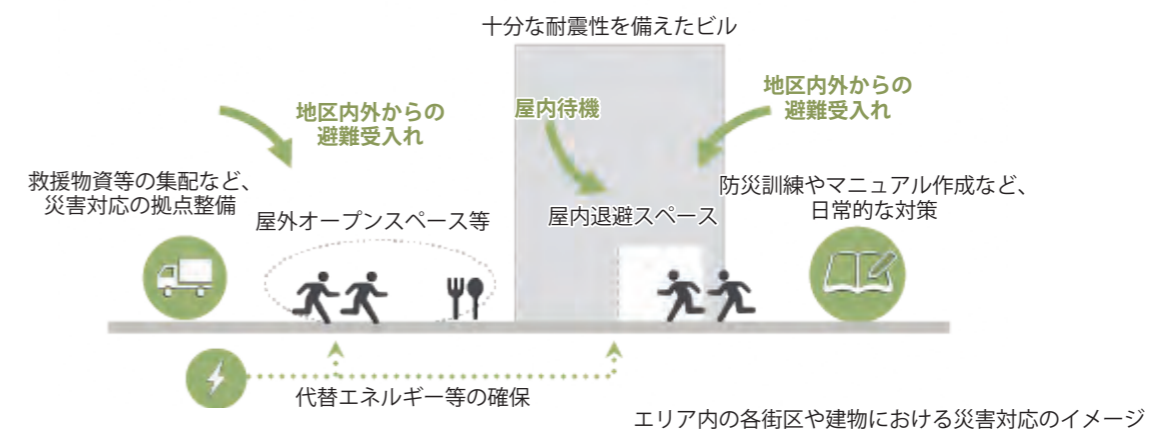 十分な耐震性を備えたビル
地区内外からの
避難受入れ
屋内待機
地区内外からの
避難受入れ
救援物資等の集配など、
災害対応の拠点整備
屋外オープンスペース等
屋内退避スペース
防災訓練やマニュアル作成など、
日常的な対策
代替エネルギー等の確保
エリア内の各街区や建物における災害対応のイメージ